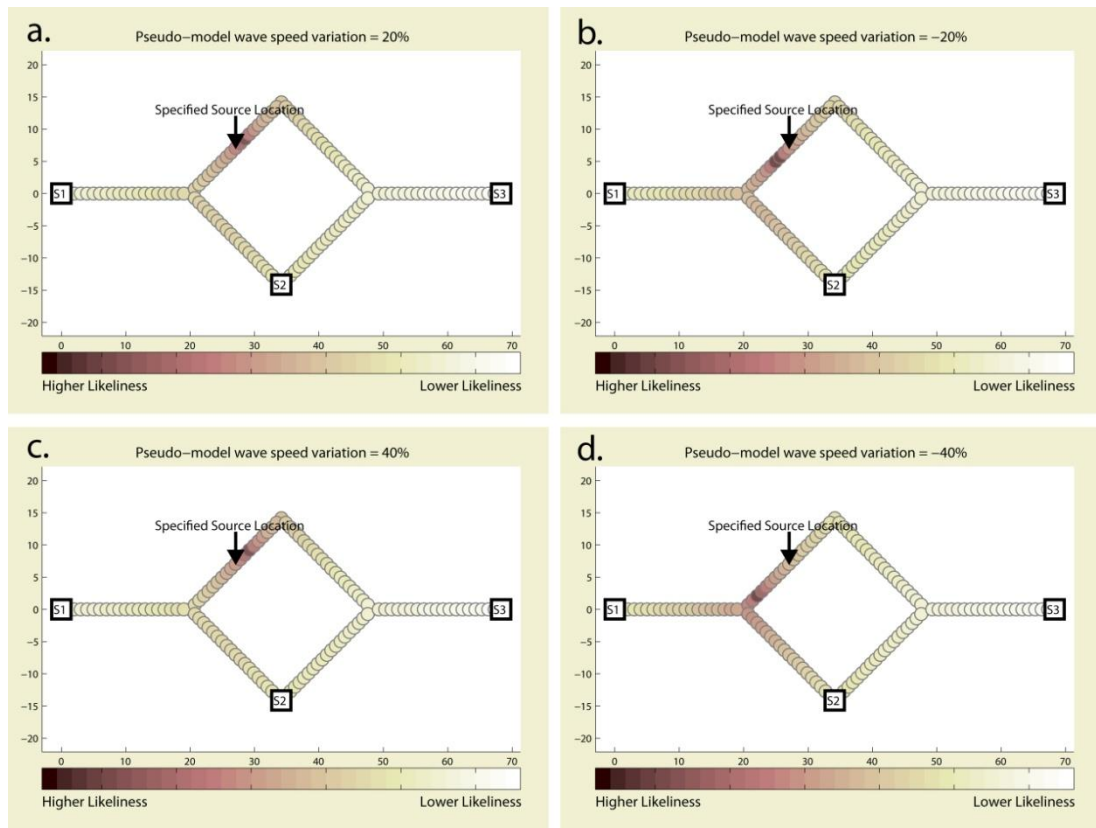 a.
Pseudo−model wave speed variation = 20%
20
15
10
5
0
−5
−10
−15
−20
Specified Source Location
S1
S2
S3
0 10 20 30 40 50 60 70
Higher Likeliness Lower Likeliness
b.
Pseudo−model wave speed variation = −20%
20
15
10
5
0
−5
−10
−15
−20
Specified Source Location
S1
S2
S3
0 10 20 30 40 50 60 70
Higher Likeliness Lower Likeliness
c.
Pseudo−model wave speed variation = 40%
20
15
10
5
0
−5
−10
−15
−20
Specified Source Location
S1
S2
S3
0 10 20 30 40 50 60 70
Higher Likeliness Lower Likeliness
d.
Pseudo−model wave speed variation = −40%
20
15
10
5
0
−5
−10
−15
−20
Specified Source Location
S1
S2
S3
0 10 20 30 40 50 60 70
Higher Likeliness Lower Likeliness